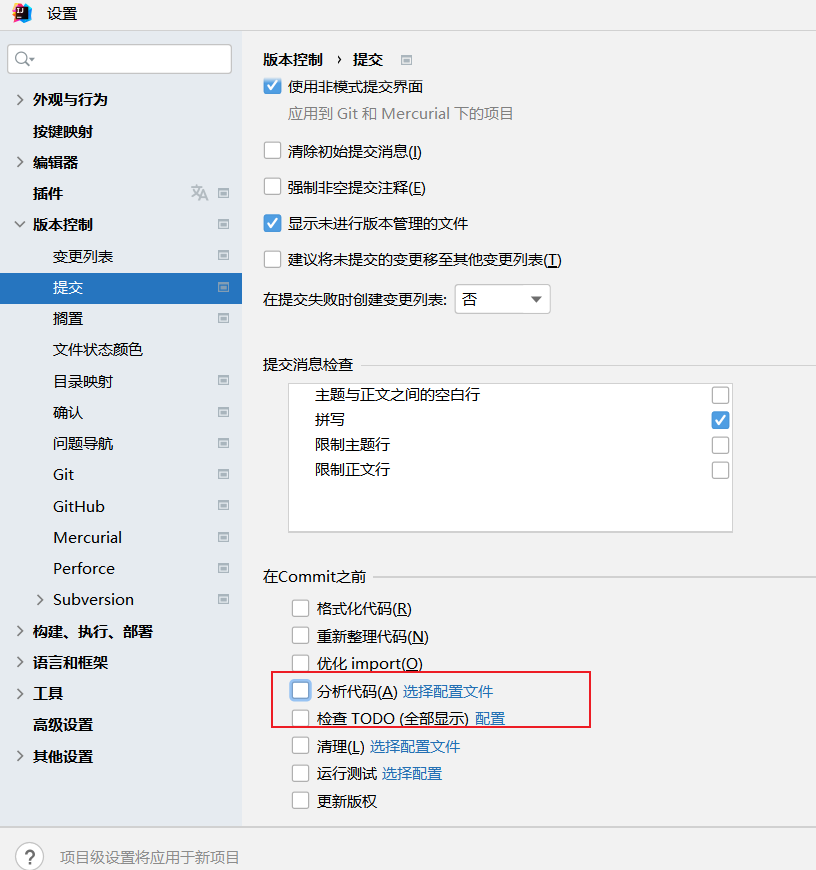 设置
外观与行为
按键映射
编辑器
插件
版本控制
变更列表
提交
搁置
文件状态颜色
目录映射
确认
问题导航
Git
GitHub
Mercurial
Perforce
Subversion
构建、执行、部署
语言和框架
工具
高级设置
其他设置
版本控制 › 提交
使用非模式提交界面
应用到 Git 和 Mercurial 下的项目
清除初始提交消息(I)
强制非空提交注释(E)
显示未进行版本管理的文件
建议将未提交的变更移至其他变更列表(T)
在提交失败时创建变更列表: 否
提交消息检查
主题与正文之间的空白行
拼写
限制主题行
限制正文行
在Commit之前
格式化代码(R)
重新整理代码(N)
优化 import(O)
分析代码(A) 选择配置文件
检查 TODO (全部显示) 配置
清理(L) 选择配置文件
运行测试 选择配置
更新版权
? 项目级设置将应用于新项目